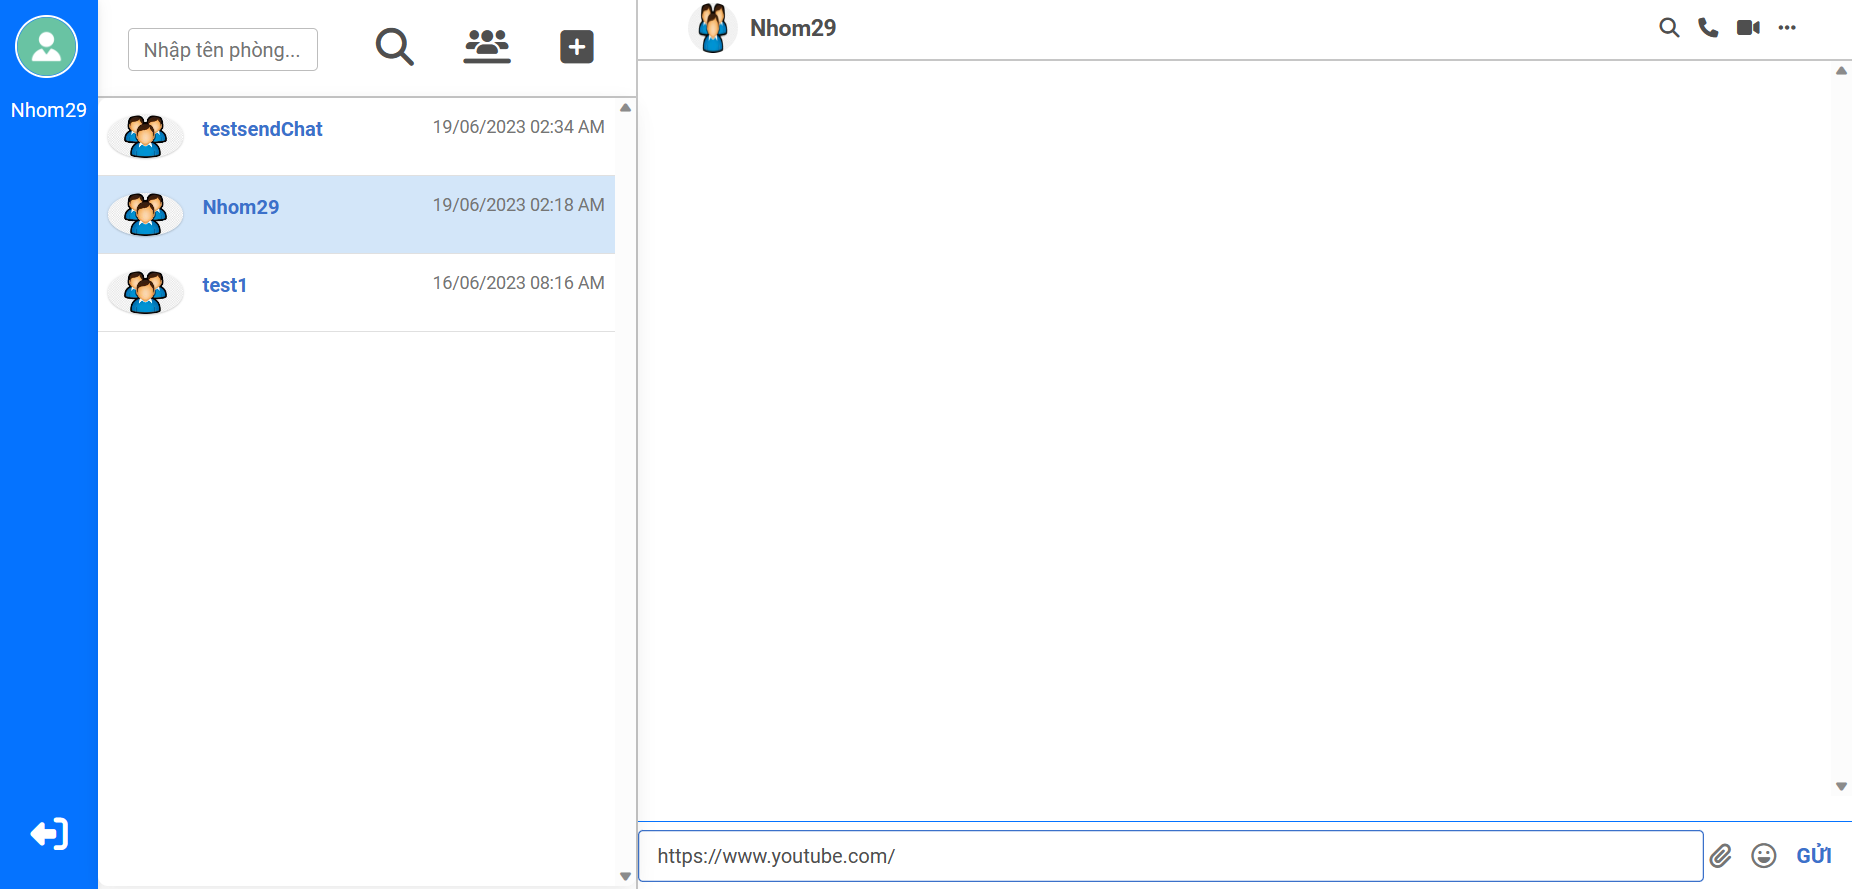 Nhom29
Nhập tên phòng...
testsendChat
19/06/2023 02:34 AM
Nhom29
19/06/2023 02:18 AM
test1
16/06/2023 08:16 AM
Nhom29
https://www.youtube.com/
GỬI